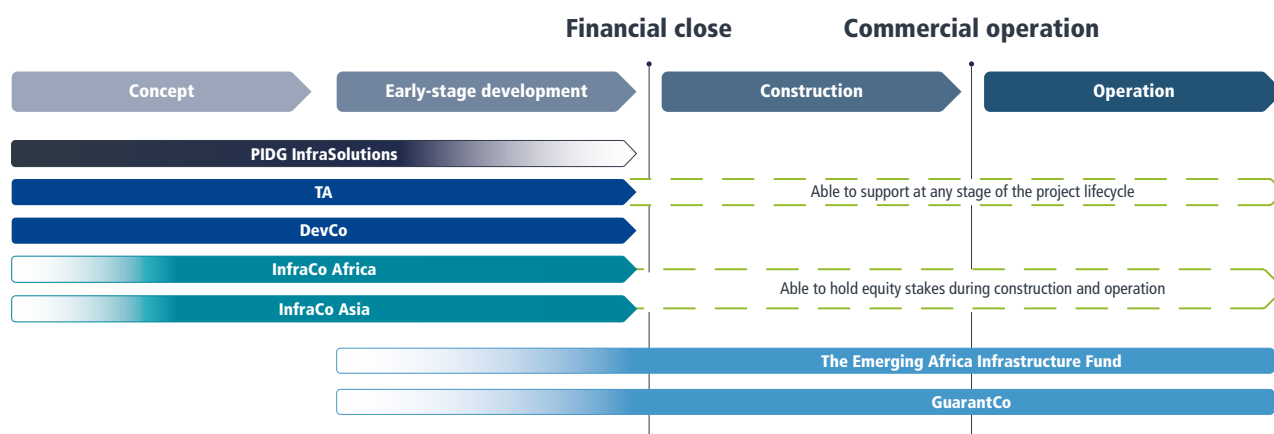 Financial close
Commercial operation
Concept
Early-stage development
Construction
Operation
PIDG InfraSolutions
TA
Able to support at any stage of the project lifecycle
DevCo
InfraCo Africa
Able to hold equity stakes during construction and operation
InfraCo Asia
The Emerging Africa Infrastructure Fund
GuarantCo